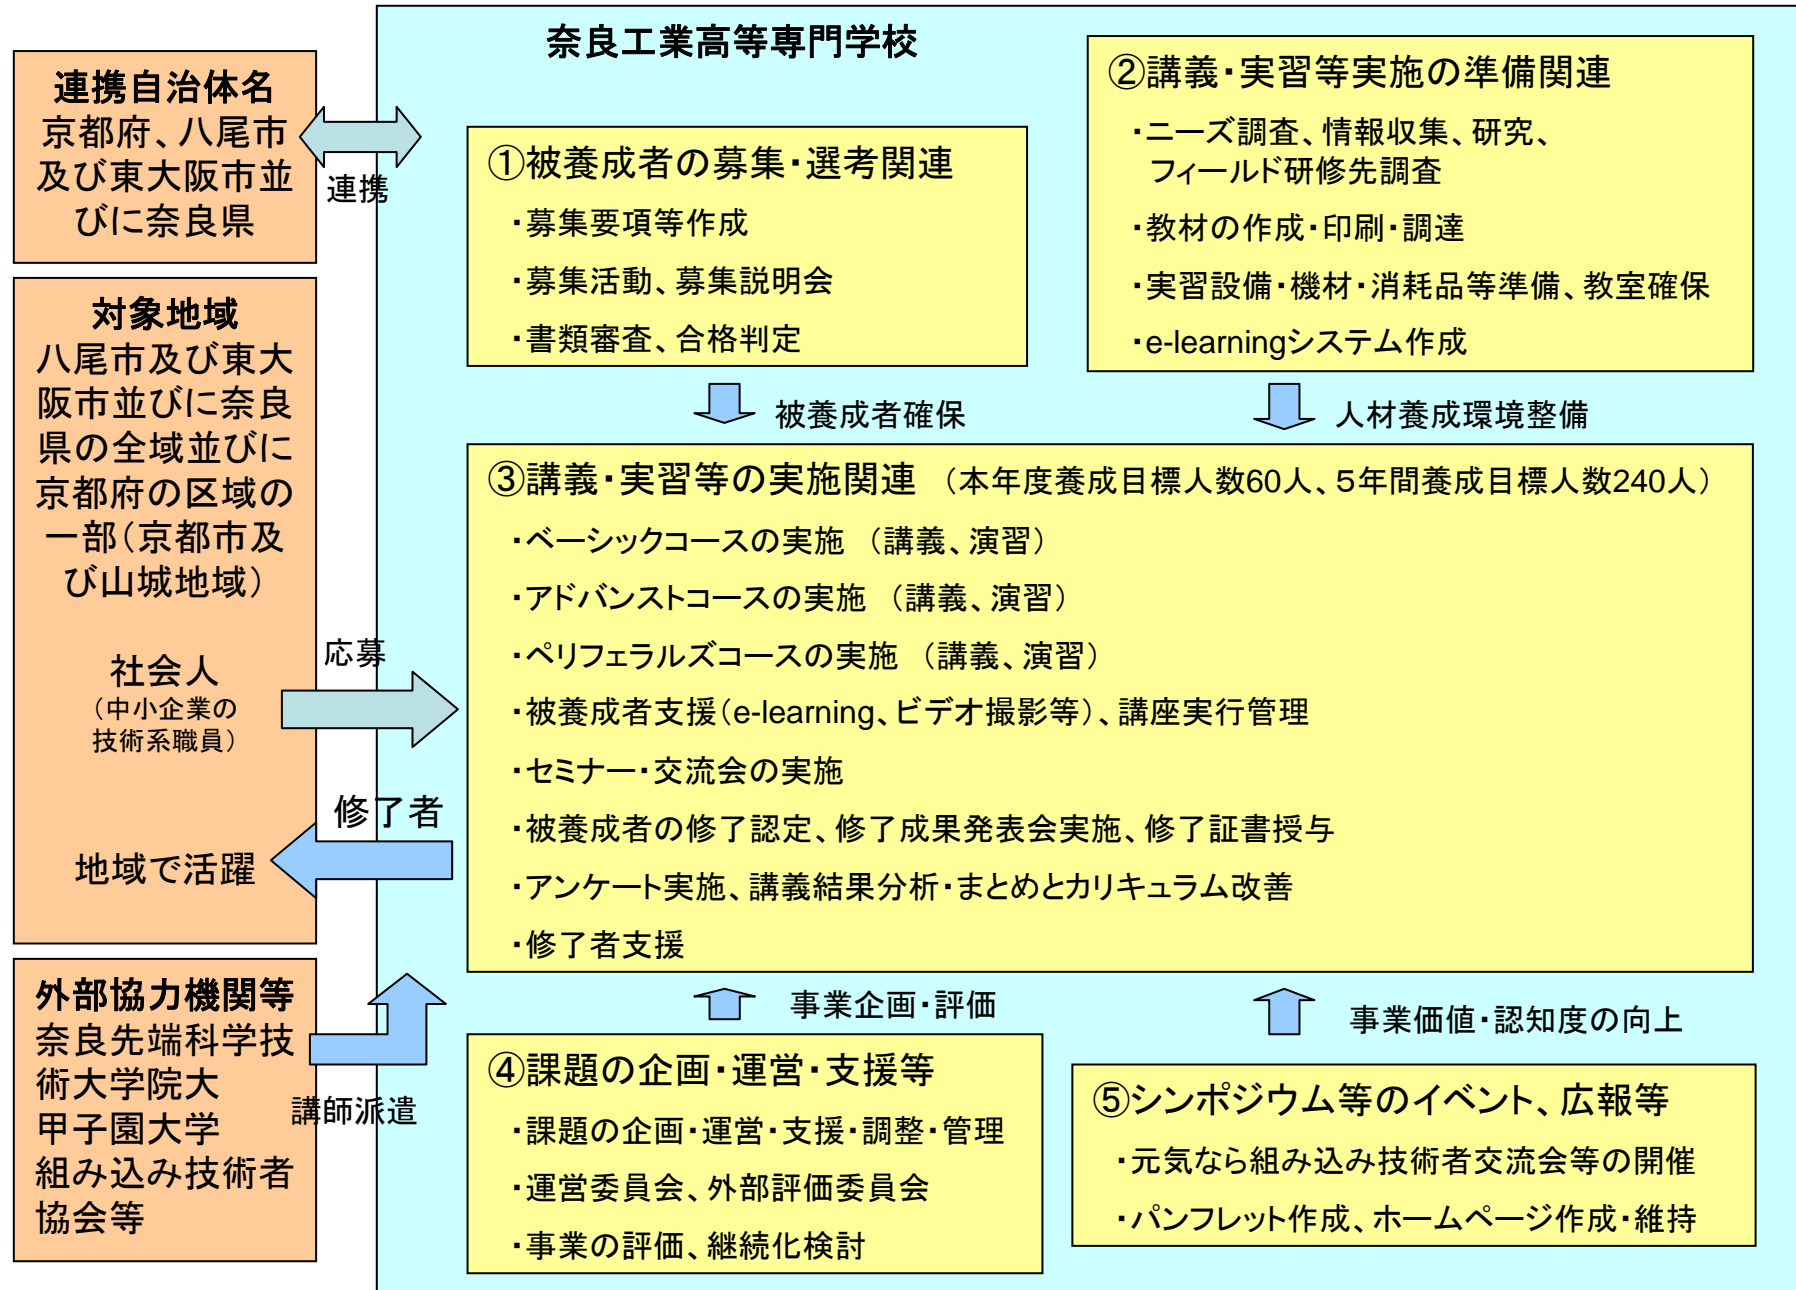 奈良工業高等専門学校
連携自治体名
京都府、八尾市
及び東大阪市並
びに奈良県
連携
対象地域
八尾市及び東大
阪市並びに奈良
県の全域並びに
京都府の区域の
一部(京都市及
び山城地域)
社会人
(中小企業の
技術系職員)
応募
修了者
地域で活躍
外部協力機関等
奈良先端科学技
術大学院大
甲子園大学
組み込み技術者
協会等
講師派遣
①被養成者の募集・選考関連
・募集要項等作成
・募集活動、募集説明会
・書類審査、合格判定
②講義・実習等実施の準備関連
・ニーズ調査、情報収集、研究、
フィールド研修先調査
・教材の作成・印刷・調達
・実習設備・機材・消耗品等準備、教室確保
・e-learningシステム作成
被養成者確保
人材養成環境整備
③講義・実習等の実施関連 (本年度養成目標人数60人、5年間養成目標人数240人)
・ベーシックコースの実施 (講義、演習)
・アドバンストコースの実施 (講義、演習)
・ペリフェラルズコースの実施 (講義、演習)
・被養成者支援(e-learning、ビデオ撮影等)、講座実行管理
・セミナー・交流会の実施
・被養成者の修了認定、修了成果発表会実施、修了証書授与
・アンケート実施、講義結果分析・まとめとカリキュラム改善
・修了者支援
事業企画・評価
事業価値・認知度の向上
④課題の企画・運営・支援等
・課題の企画・運営・支援・調整・管理
・運営委員会、外部評価委員会
・事業の評価、継続化検討
⑤シンポジウム等のイベント、広報等
・元気なら組み込み技術者交流会等の開催
・パンフレット作成、ホームページ作成・維持